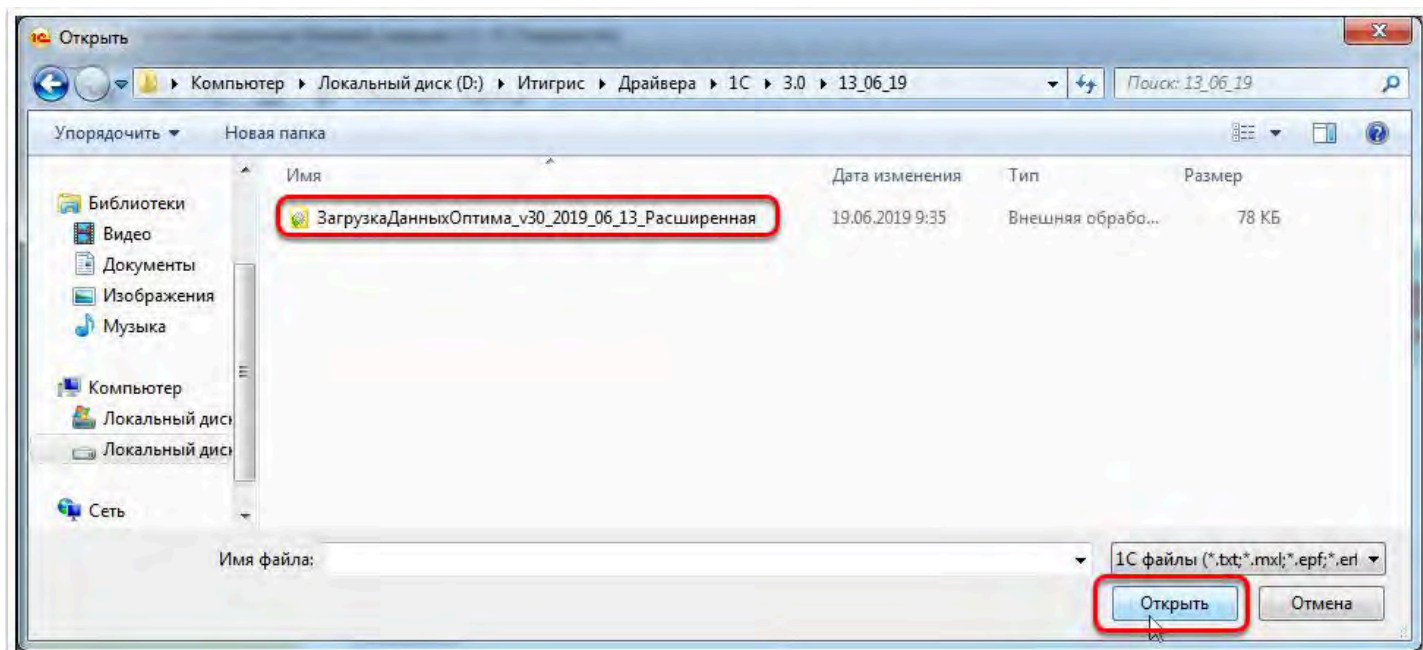 1С Открыть
Компьютер ▸ Локальный диск (D:) ▸ Итигрис ▸ Драйвера ▸ 1С ▸ 3.0 ▸ 13_06_19
Поиск: 13_06_19
Упорядочить Новая папка
Имя Дата изменения Тип Размер
ЗагрузкаДанныхОптима_v30_2019_06_13_Расширенная 19.06.2019 9:35 Внешняя обрабо... 78 КБ
Библиотеки
Видео
Документы
Изображения
Музыка
Компьютер
Локальный диск
Локальный диск
Сеть
Имя файла:
1С файлы (*.txt;*.mxl;*.epf;*.erf
Открыть Отмена